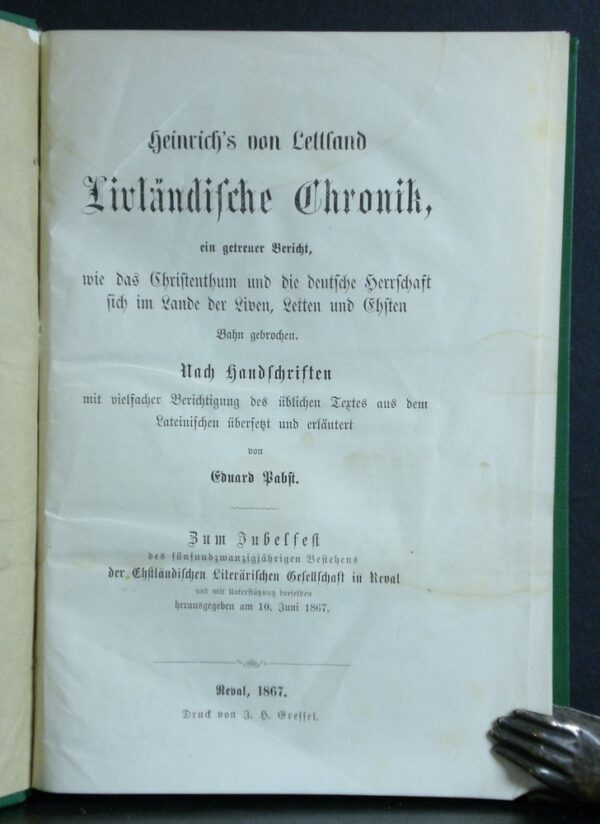 Heinrich's von Lettland
Livländische Chronik,
ein getreuer Bericht,
wie das Christenthum und die deutsche Herrschaft
sich im Lande der Liven, Letten und Ehsten
Bahn gebrochen.
Nach Handschriften
mit vielfacher Berichtigung des üblichen Textes aus dem
Lateinischen übersetzt und erläutert
von
Eduard Pabst.
Zum Jubelfest
des fünfundzwanzigjährigen Bestehens
der Ehstländischen Literärischen Gesellschaft in Reval
und mit Unterstützung derselben
herausgegeben am 10. Juni 1867.
Reval, 1867.
Druck von J. H. Gressel.